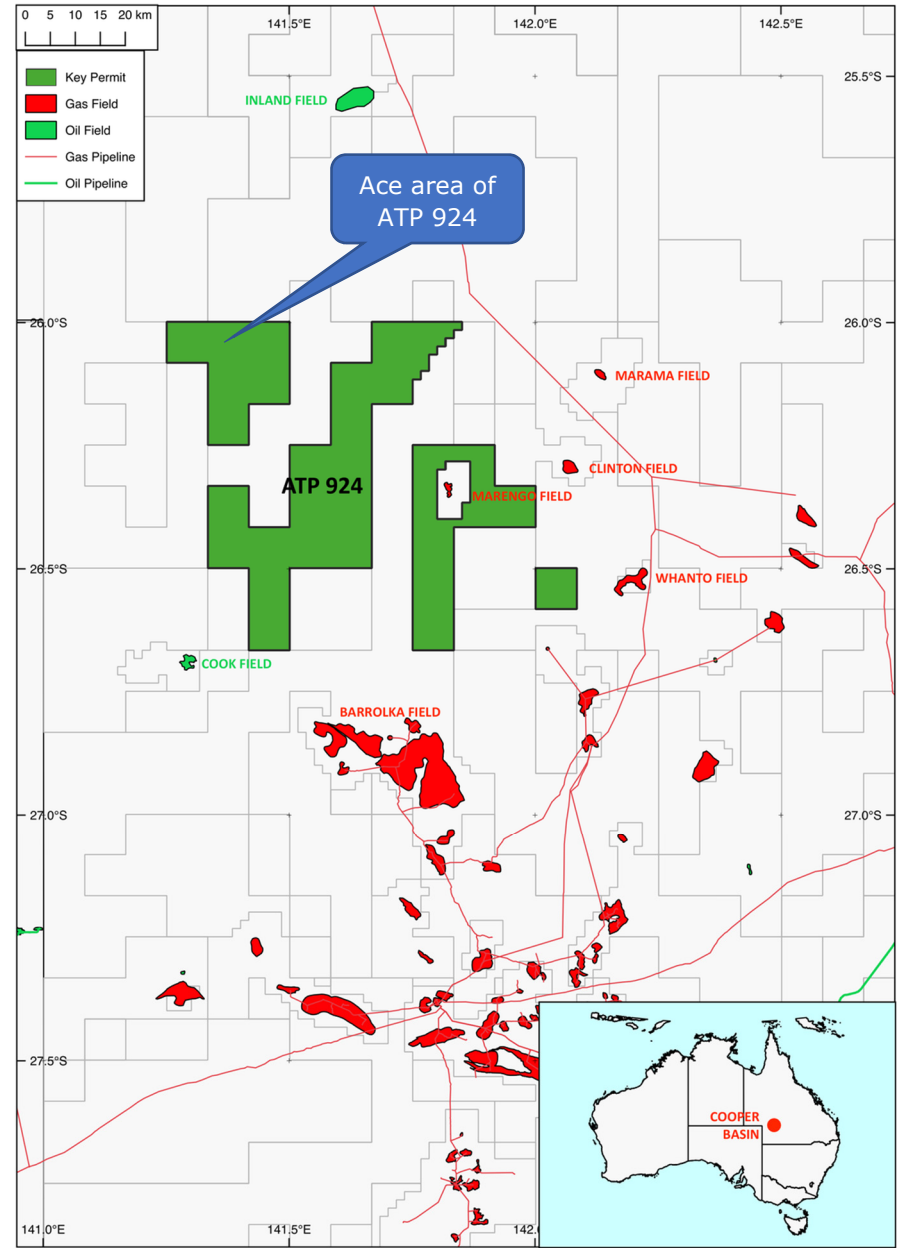 0 5 10 15 20 km
141.5°E 142.0°E 142.5°E
Key Permit
Gas Field
Oil Field
Gas Pipeline
Oil Pipeline
25.5°S
INLAND FIELD
Ace area of
ATP 924
26.0°S 26.0°S
MARAMA FIELD
CLINTON FIELD
ATP 924
MARENGO FIELD
26.5°S 26.5°S
WHANTO FIELD
COOK FIELD
BARROLKA FIELD
27.0°S 27.0°S
27.5°S
COOPER
BASIN
141.0°E 141.5°E 142.0